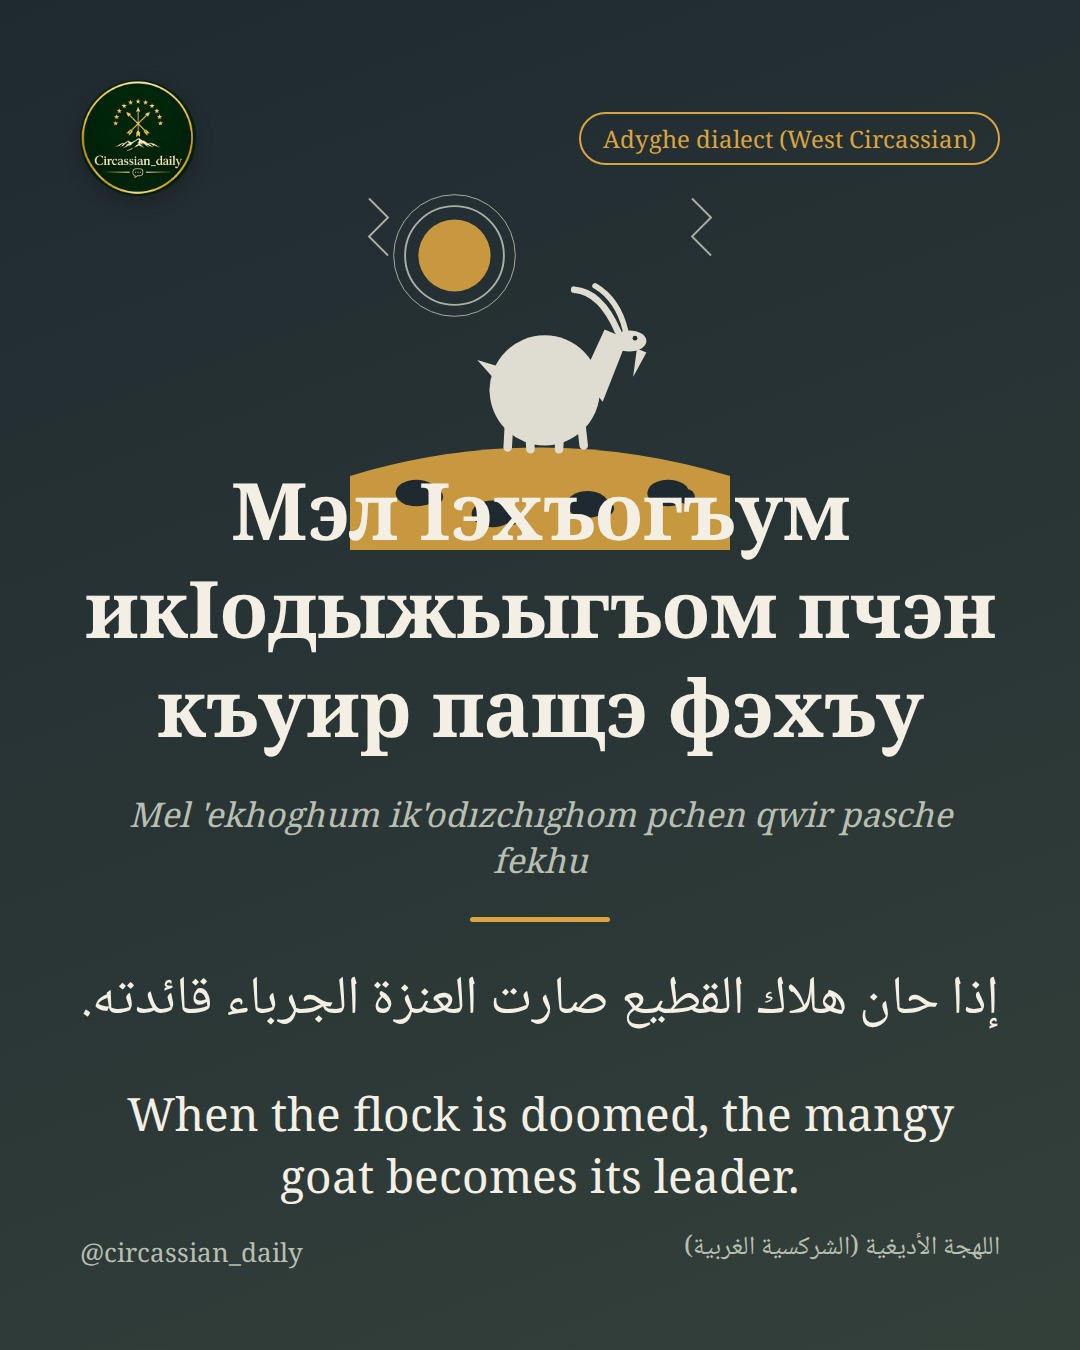 Circassian_daily
Adyghe dialect (West Circassian)
Мэл Iэхъогъум
икIодыжьыгъом пчэн
къуир пащэ фэхъу
Mel 'ekhoghum ik'odızchıghom pchen qwir pasche
fekhu
إذا حان هلاك القطيع صارت العنزة الجرباء قائدته.
When the flock is doomed, the mangy
goat becomes its leader.
@circassian_daily
اللهجة الأديغية (الشركسية الغربية)